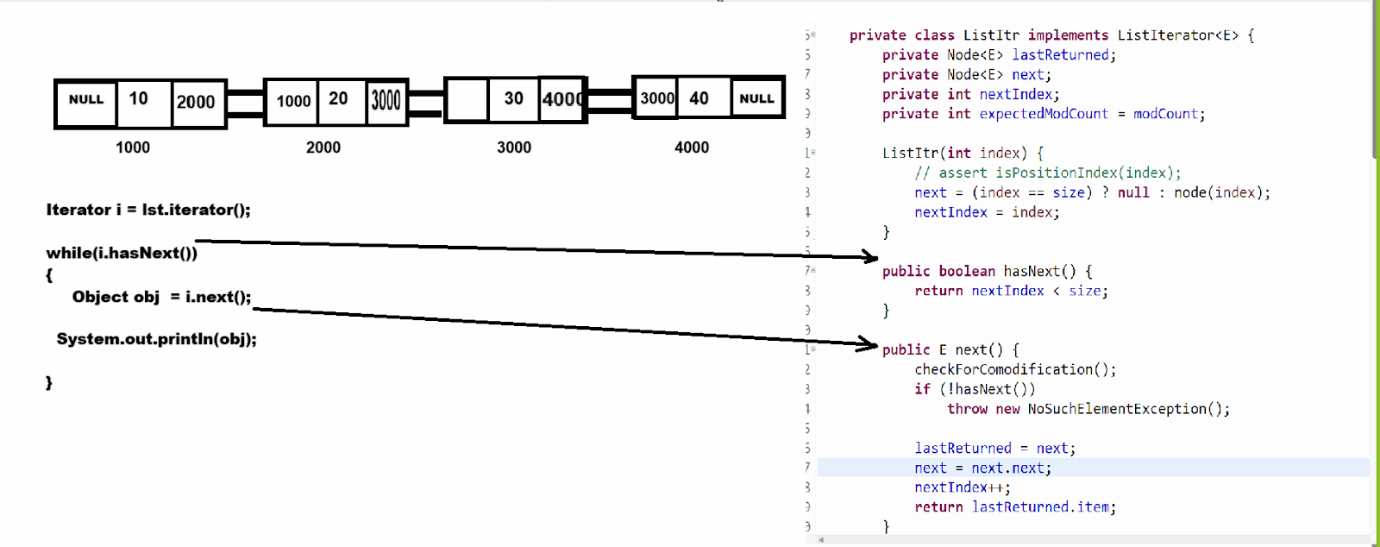 NULL 10 2000 1000 20 3000 30 4000 3000 40 NULL
1000 2000 3000 4000
Iterator i = lst.iterator();
while(i.hasNext())
{
Object obj = i.next();
System.out.println(obj);
}
private class ListItr implements ListIterator<E> {
private Node<E> lastReturned;
private Node<E> next;
private int nextIndex;
private int expectedModCount = modCount;
ListItr(int index) {
// assert isPositionIndex(index);
next = (index == size) ? null : node(index);
nextIndex = index;
}
public boolean hasNext() {
return nextIndex < size;
}
public E next() {
checkForComodification();
if (!hasNext())
throw new NoSuchElementException();
lastReturned = next;
next = next.next;
nextIndex++;
return lastReturned.item;
}